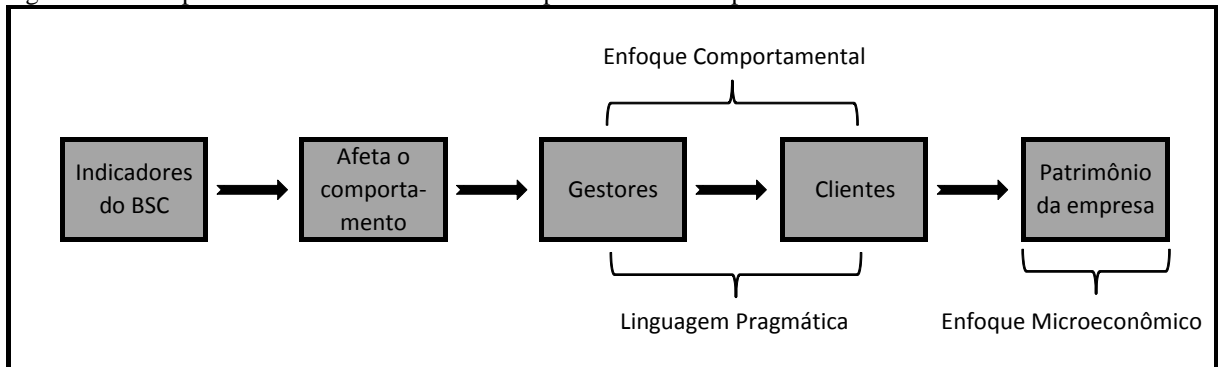 Enfoque Comportamental
Indicadores
do BSC
Afeta o
comporta-
mento
Gestores
Clientes
Patrimônio
da empresa
Linguagem Pragmática
Enfoque Microeconômico